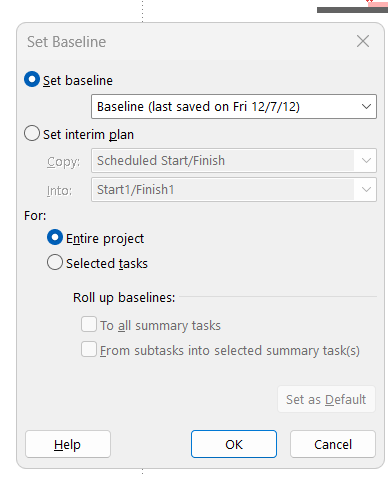 Set Baseline
Set baseline
Baseline (last saved on Fri 12/7/12)
Set interim plan
Copy: Scheduled Start/Finish
Into: Start1/Finish1
For:
Entire project
Selected tasks
Roll up baselines:
To all summary tasks
From subtasks into selected summary task(s)
Set as Default
Help OK Cancel